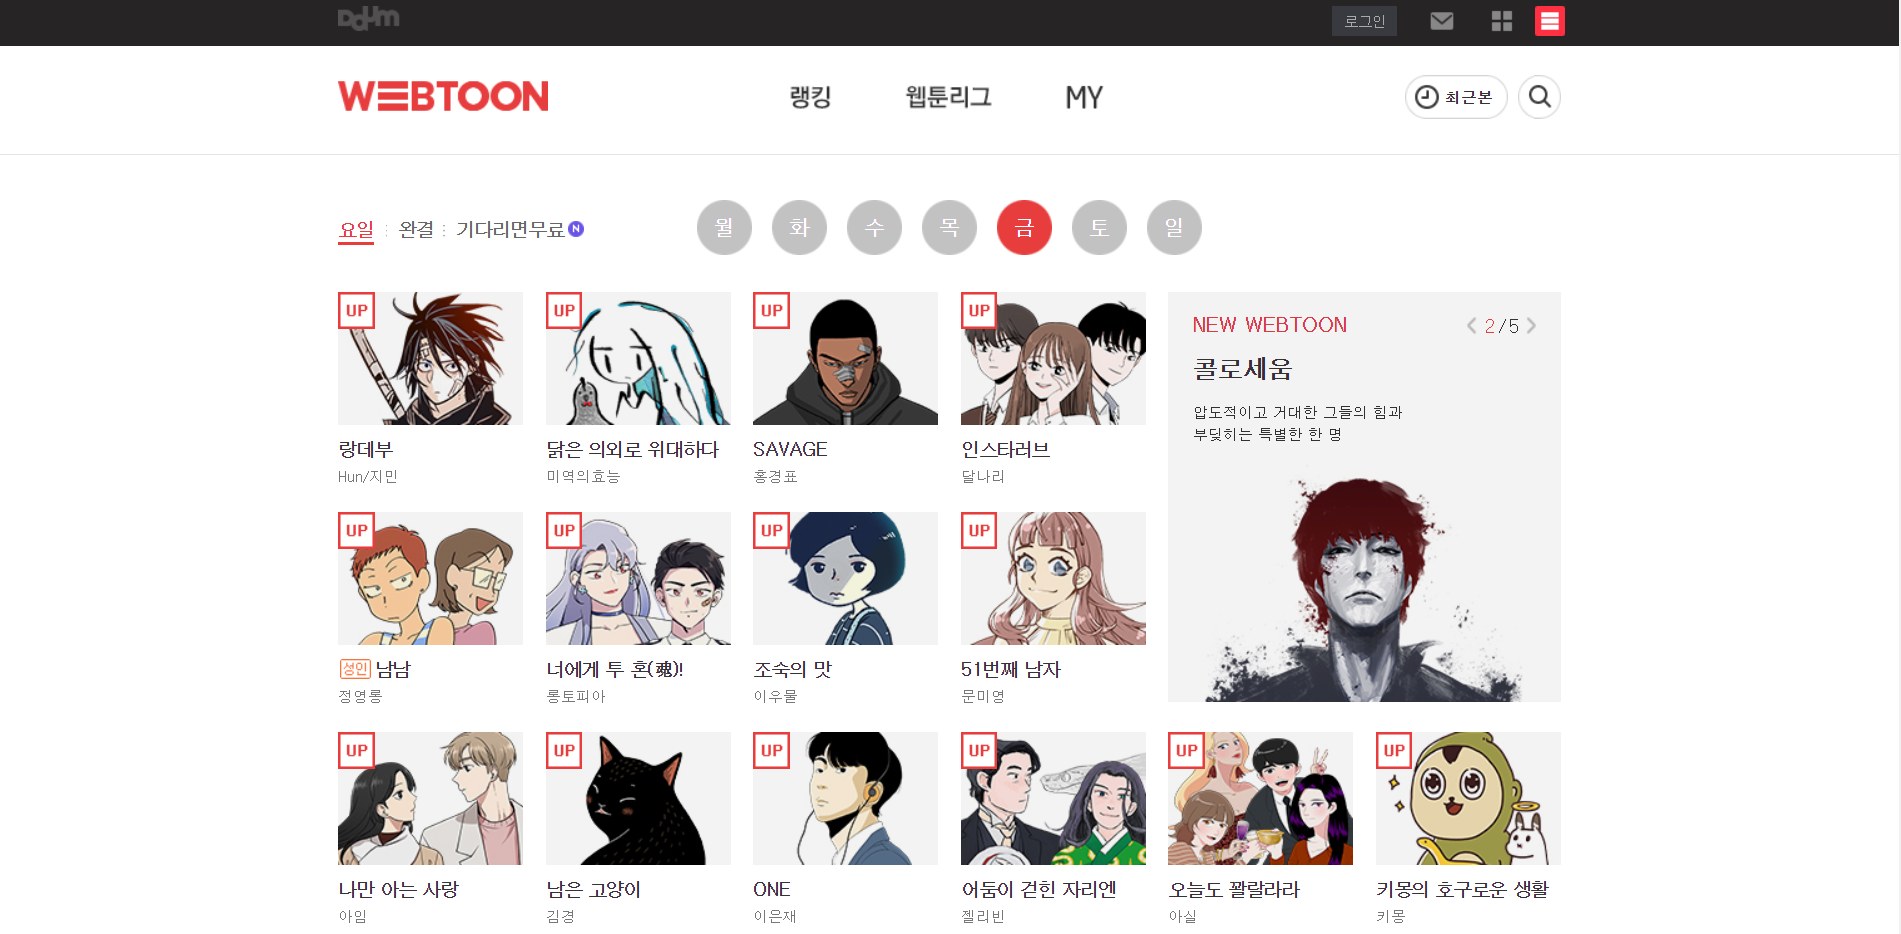 Daum
로그인
WEBTOON
랭킹
웹툰리그
MY
최근본
요일
완결
기다리면무료 N
월
화
수
목
금
토
일
UP
UP
UP
UP
NEW WEBTOON
2/5
콜로세움
압도적이고 거대한 그들의 힘과
부딪히는 특별한 한 명
랑데부
Hun/지민
닭은 의외로 위대하다
미역의효능
SAVAGE
홍경표
인스타러브
달나리
UP
UP
UP
UP
성인 남남
정영롱
너에게 투 혼(魂)!
롱토피아
조숙의 맛
이우물
51번째 남자
문미영
UP
UP
UP
UP
UP
UP
나만 아는 사랑
아임
남은 고양이
김경
ONE
이은재
어둠이 걷힌 자리엔
젤리빈
오늘도 꽐랄라라
아실
키몽의 호구로운 생활
키몽